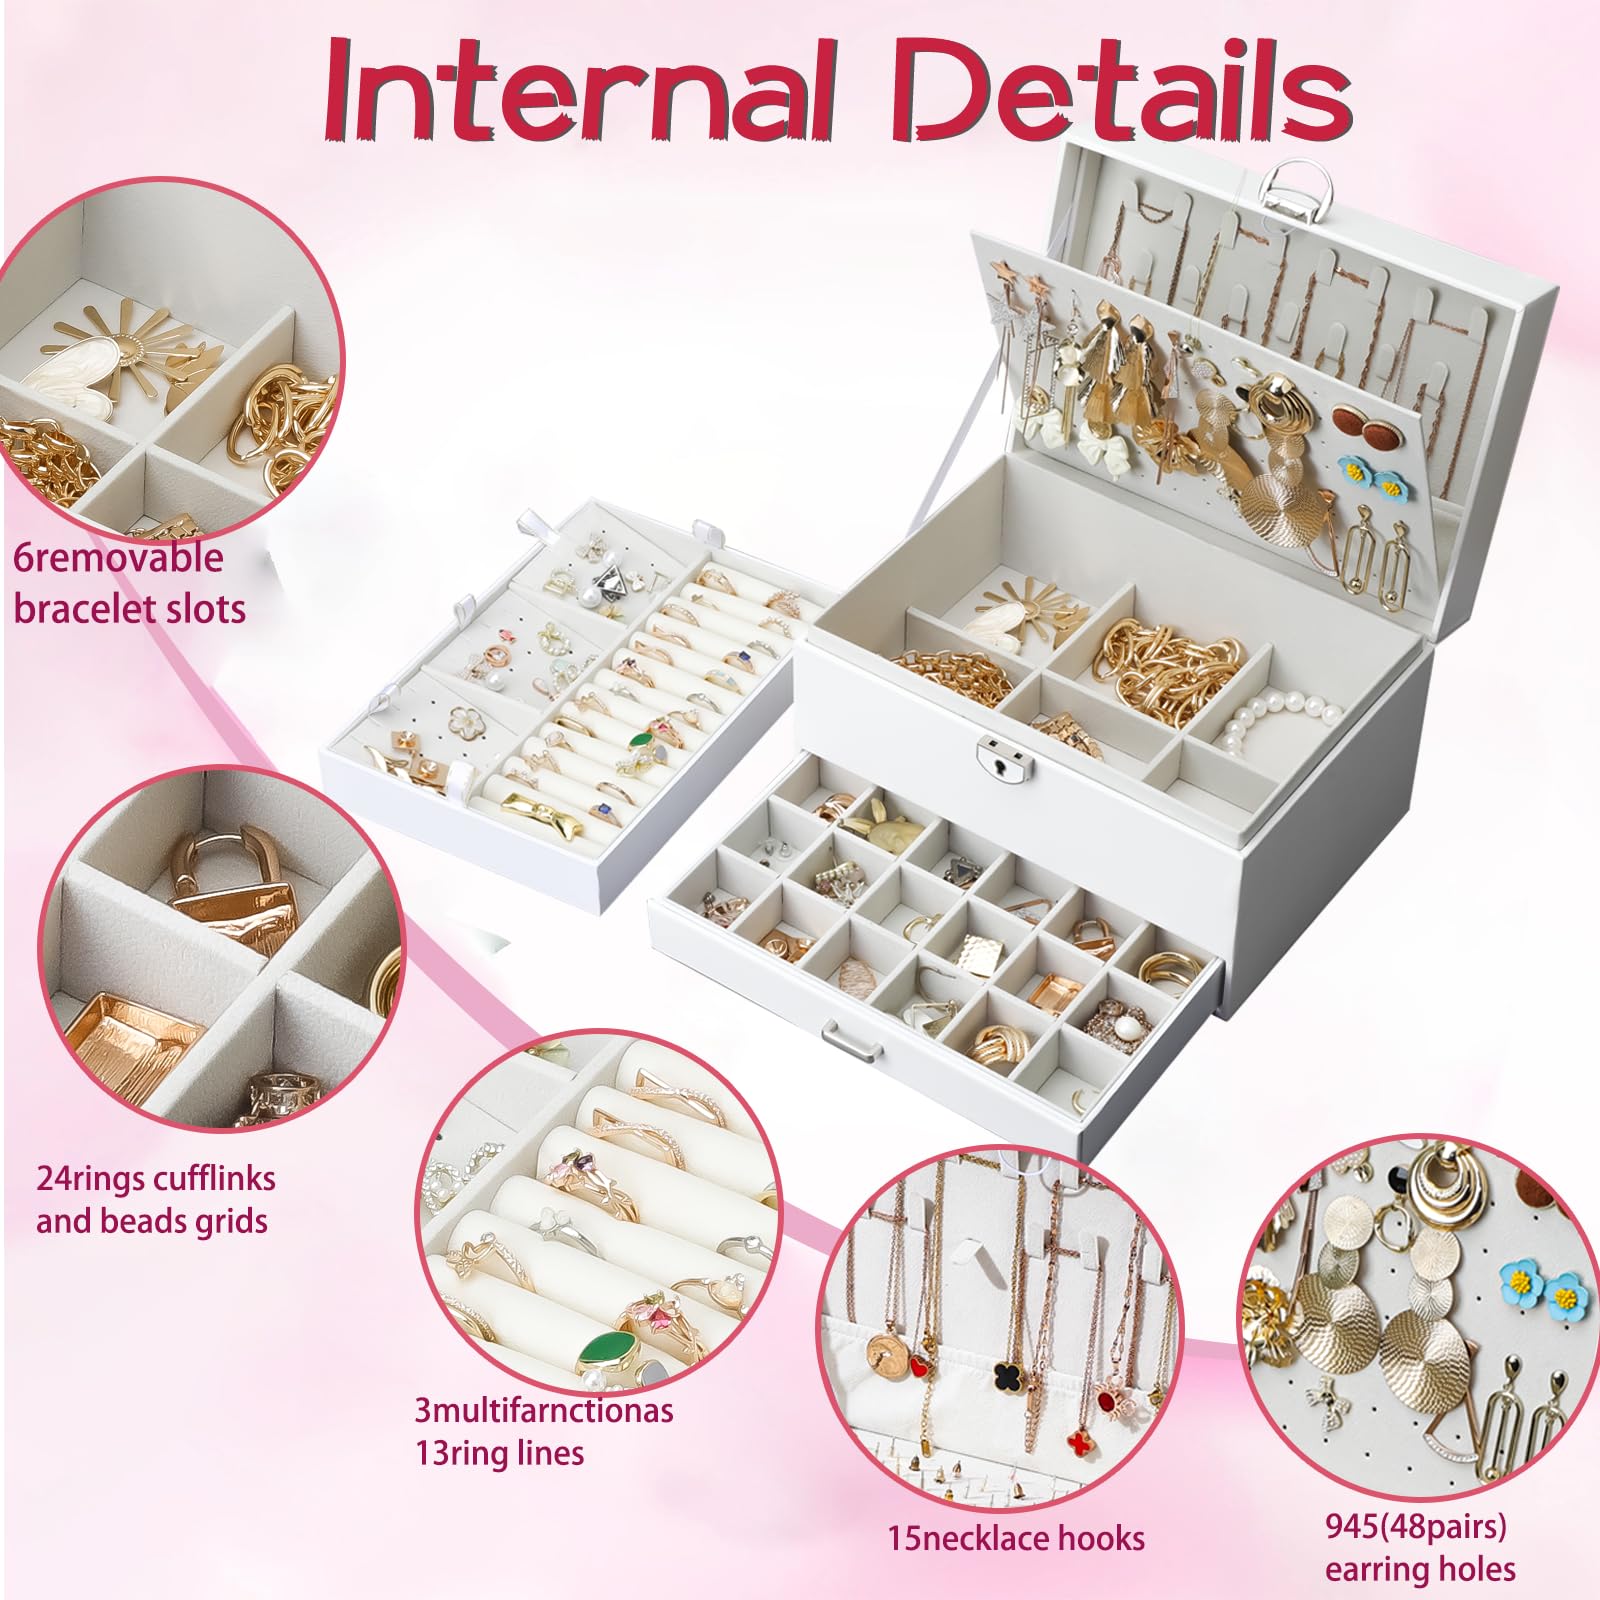 Internal Details
6removable
bracelet slots
24rings cufflinks
and beads grids
3multifarnctionas
13ring lines
15necklace hooks
945(48pairs)
earring holes